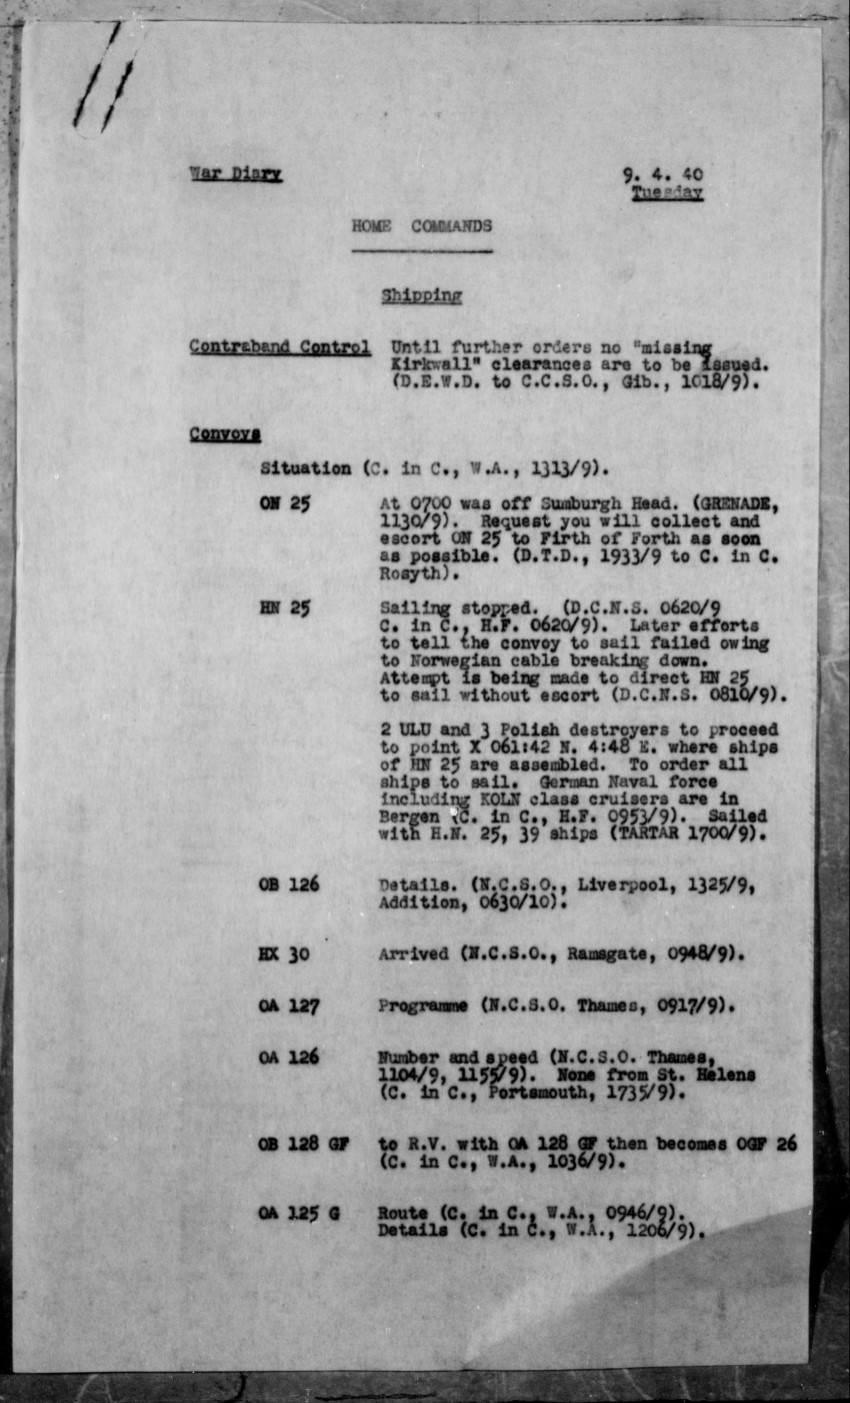 War Diary
9. 4. 40
Tuesday
HOME COMMANDS
Shipping
Contraband Control Until further orders no "missing
Kirkwall" clearances are to be issued.
(D.E.W.D. to C.C.S.O., Gib., 1018/9).
Convoys
Situation (C. in C., W.A., 1313/9).
ON 25 At 0700 was off Sumburgh Head. (GRENADE,
1130/9). Request you will collect and
escort ON 25 to Firth of Forth as soon
as possible. (D.T.D., 1933/9 to C. in C.
Rosyth).
HN 25 Sailing stopped. (D.C.N.S. 0620/9
C. in C., H.F. 0620/9). Later efforts
to tell the convoy to sail failed owing
to Norwegian cable breaking down.
Attempt is being made to direct HN 25
to sail without escort (D.C.N.S. 0810/9).
2 ULU and 3 Polish destroyers to proceed
to point X 061:42 N. 4:48 E. where ships
of HN 25 are assembled. To order all
ships to sail. German Naval force
including KOLN class cruisers are in
Bergen (C. in C., H.F. 0953/9). Sailed
with H.N. 25, 39 ships (TARTAR 1700/9).
OB 126 Details. (N.C.S.O., Liverpool, 1325/9,
Addition, 0630/10).
HX 30 Arrived (N.C.S.O., Ramsgate, 0948/9).
OA 127 Programme (N.C.S.O. Thames, 0917/9).
OA 126 Number and speed (N.C.S.O. Thames,
1104/9, 1155/9). None from St. Helens
(C. in C., Portsmouth, 1735/9).
OB 128 GF to R.V. with OA 128 GF then becomes OGF 26
(C. in C., W.A., 1036/9).
OA 125 G Route (C. in C., W.A., 0946/9).
Details (C. in C., W.A., 1206/9).